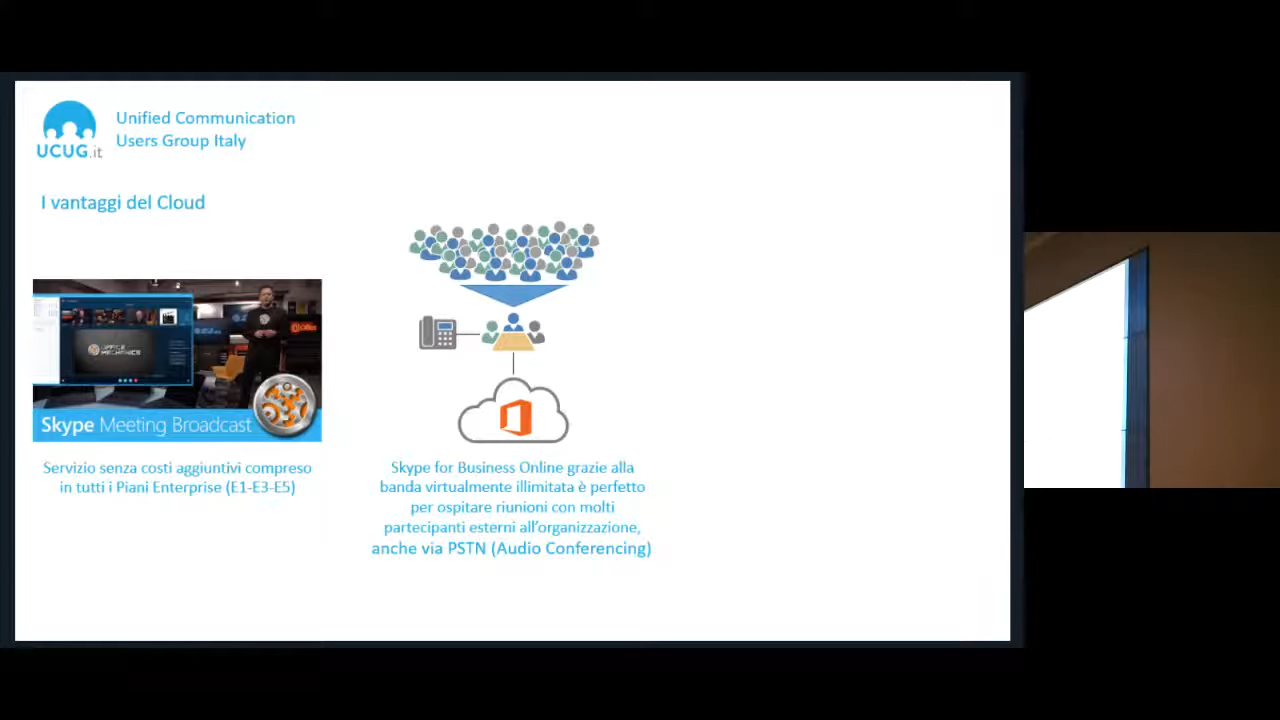 UCUG.it
Unified Communication
Users Group Italy
I vantaggi del Cloud
OFFICE
MECHANICS
Skype Meeting Broadcast
Servizio senza costi aggiuntivi compreso
in tutti i Piani Enterprise (E1-E3-E5)
Skype for Business Online grazie alla
banda virtualmente illimitata è perfetto
per ospitare riunioni con molti
partecipanti esterni all’organizzazione,
anche via PSTN (Audio Conferencing)